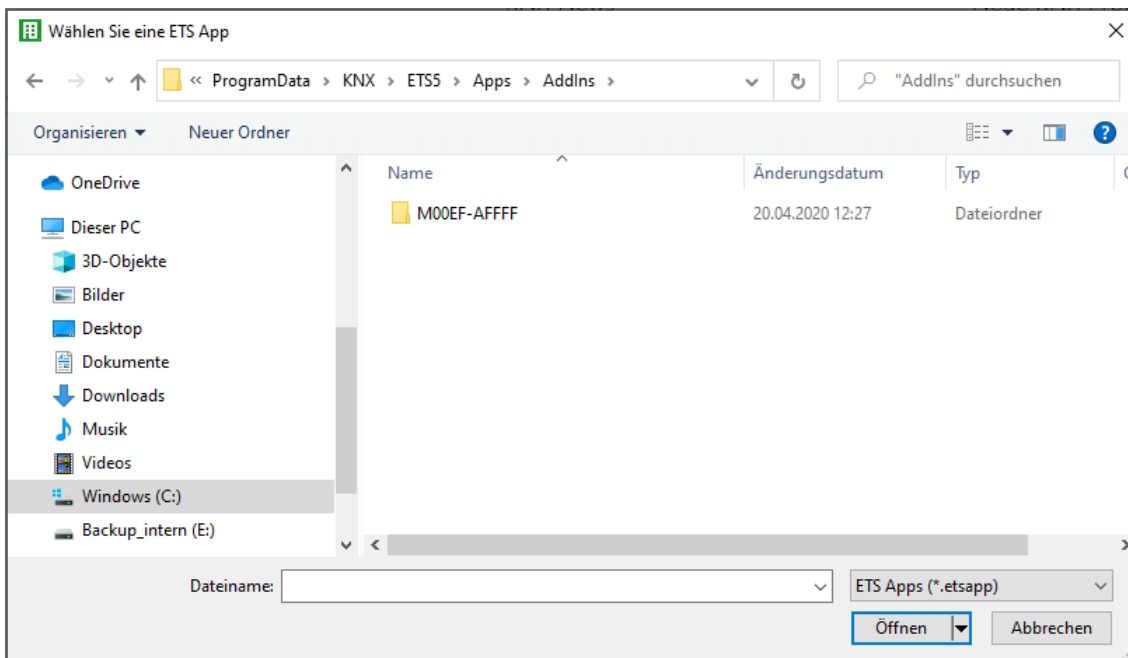 Wählen Sie eine ETS App
« ProgramData › KNX › ETS5 › Apps › AddIns ›
"AddIns" durchsuchen
Organisieren
Neuer Ordner
OneDrive
Dieser PC
3D-Objekte
Bilder
Desktop
Dokumente
Downloads
Musik
Videos
Windows (C:)
Backup_intern (E:)
Name Änderungsdatum Typ
M00EF-AFFFF 20.04.2020 12:27 Dateiordner
Dateiname:
ETS Apps (*.etsapp)
Öffnen Abbrechen